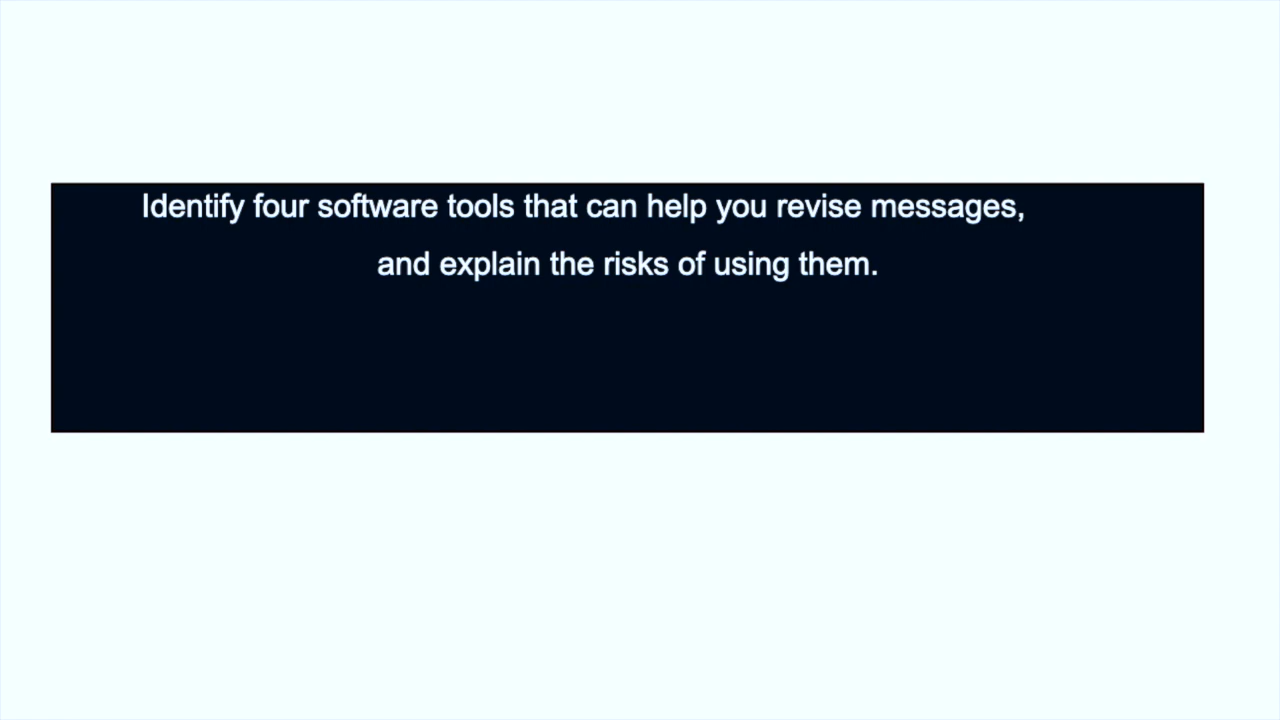 Identify four software tools that can help you revise messages,
and explain the risks of using them.